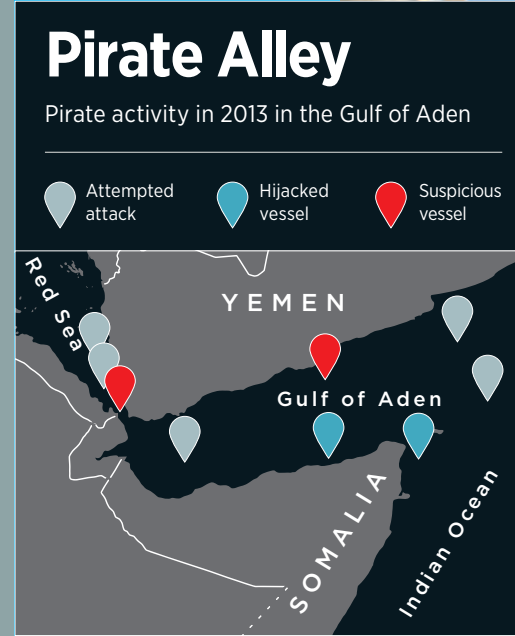 Pirate Alley
Pirate activity in 2013 in the Gulf of Aden
Attempted
attack
Hijacked
vessel
Suspicious
vessel
Red Sea
YEMEN
Gulf of Aden
SOMALIA
Indian Ocean